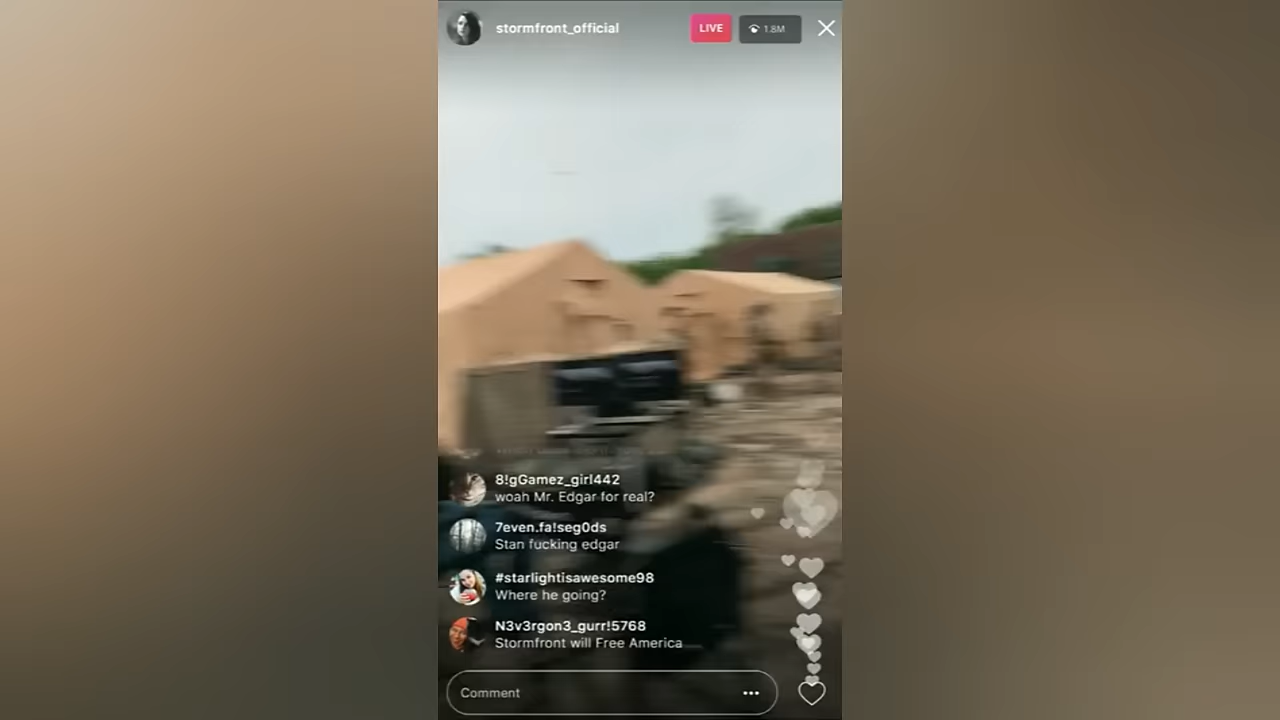 stormfront_official
LIVE
1.8M
8!gGamez_girl442
woah Mr. Edgar for real?
7even.fa!seg0ds
Stan fucking edgar
#starlightisawesome98
Where he going?
N3v3rgon3_gurr!5768
Stormfront will Free America
Comment